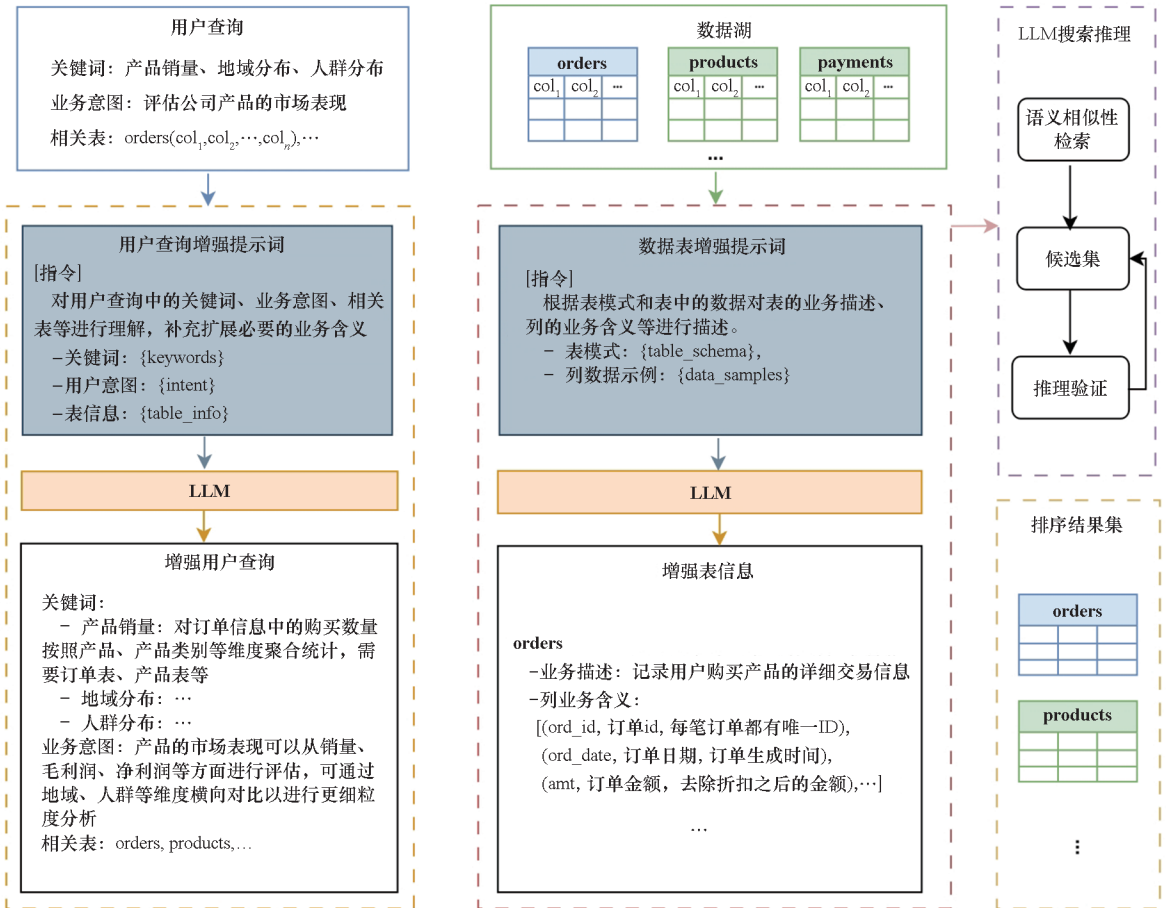 用户查询
关键词：产品销量、地域分布、人群分布
业务意图：评估公司产品的市场表现
相关表：orders(col1,col2,…,coln),…
用户查询增强提示词
[指令]
对用户查询中的关键词、业务意图、相关
表等进行理解，补充扩展必要的业务含义
–关键词：{keywords}
–用户意图：{intent}
–表信息：{table_info}
LLM
增强用户查询
关键词：
– 产品销量：对订单信息中的购买数量
按照产品、产品类别等维度聚合统计，需
要订单表、产品表等
– 地域分布：…
– 人群分布：…
业务意图：产品的市场表现可以从销量、
毛利润、净利润等方面进行评估，可通过
地域、人群等维度横向对比以进行更细粒
度分析
相关表：orders, products,…
数据湖
orders
col1 col2 …
products
col1 col2 …
payments
col1 col2 …
…
数据表增强提示词
[指令]
根据表模式和表中的数据对表的业务描述、
列的业务含义等进行描述。
– 表模式：{table_schema},
– 列数据示例：{data_samples}
LLM
增强表信息
orders
–业务描述：记录用户购买产品的详细交易信息
–列业务含义：
[(ord_id, 订单id, 每笔订单都有唯一ID),
(ord_date, 订单日期, 订单生成时间),
(amt, 订单金额，去除折扣之后的金额),…]
…
LLM搜索推理
语义相似性
检索
候选集
推理验证
排序结果集
orders
products
⋮